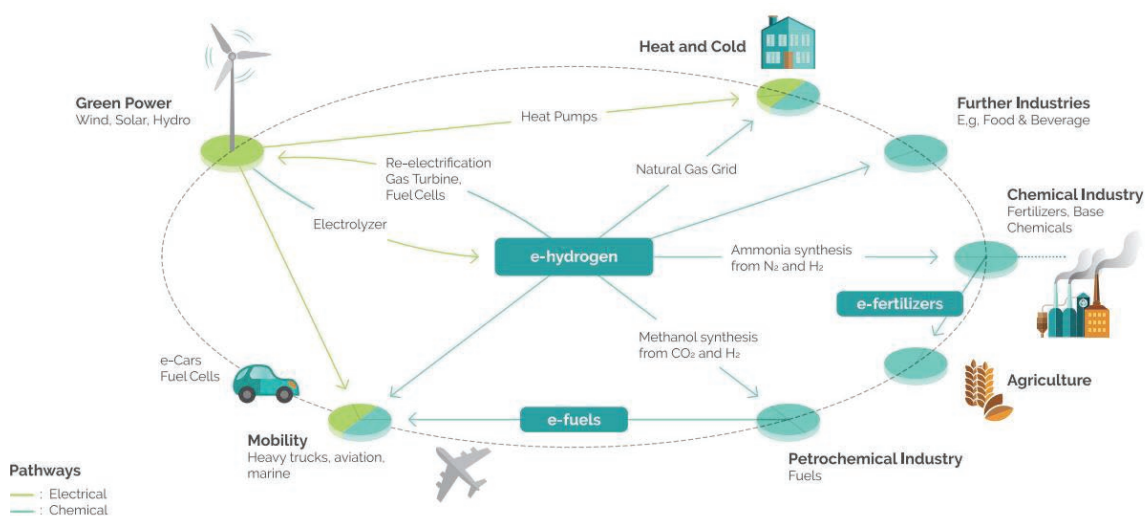 Heat and Cold
Green Power
Wind, Solar, Hydro
Further Industries
E.g. Food & Beverage
Heat Pumps
Re-electrification
Gas Turbine,
Fuel Cells
Natural Gas Grid
Chemical Industry
Fertilizers, Base
Chemicals
Electrolyzer
e-hydrogen
Ammonia synthesis
from N₂ and H₂
e-fertilizers
Methanol synthesis
from CO₂ and H₂
e-Cars
Fuel Cells
Agriculture
e-fuels
Mobility
Heavy trucks, aviation,
marine
Petrochemical Industry
Fuels
Pathways
: Electrical
: Chemical